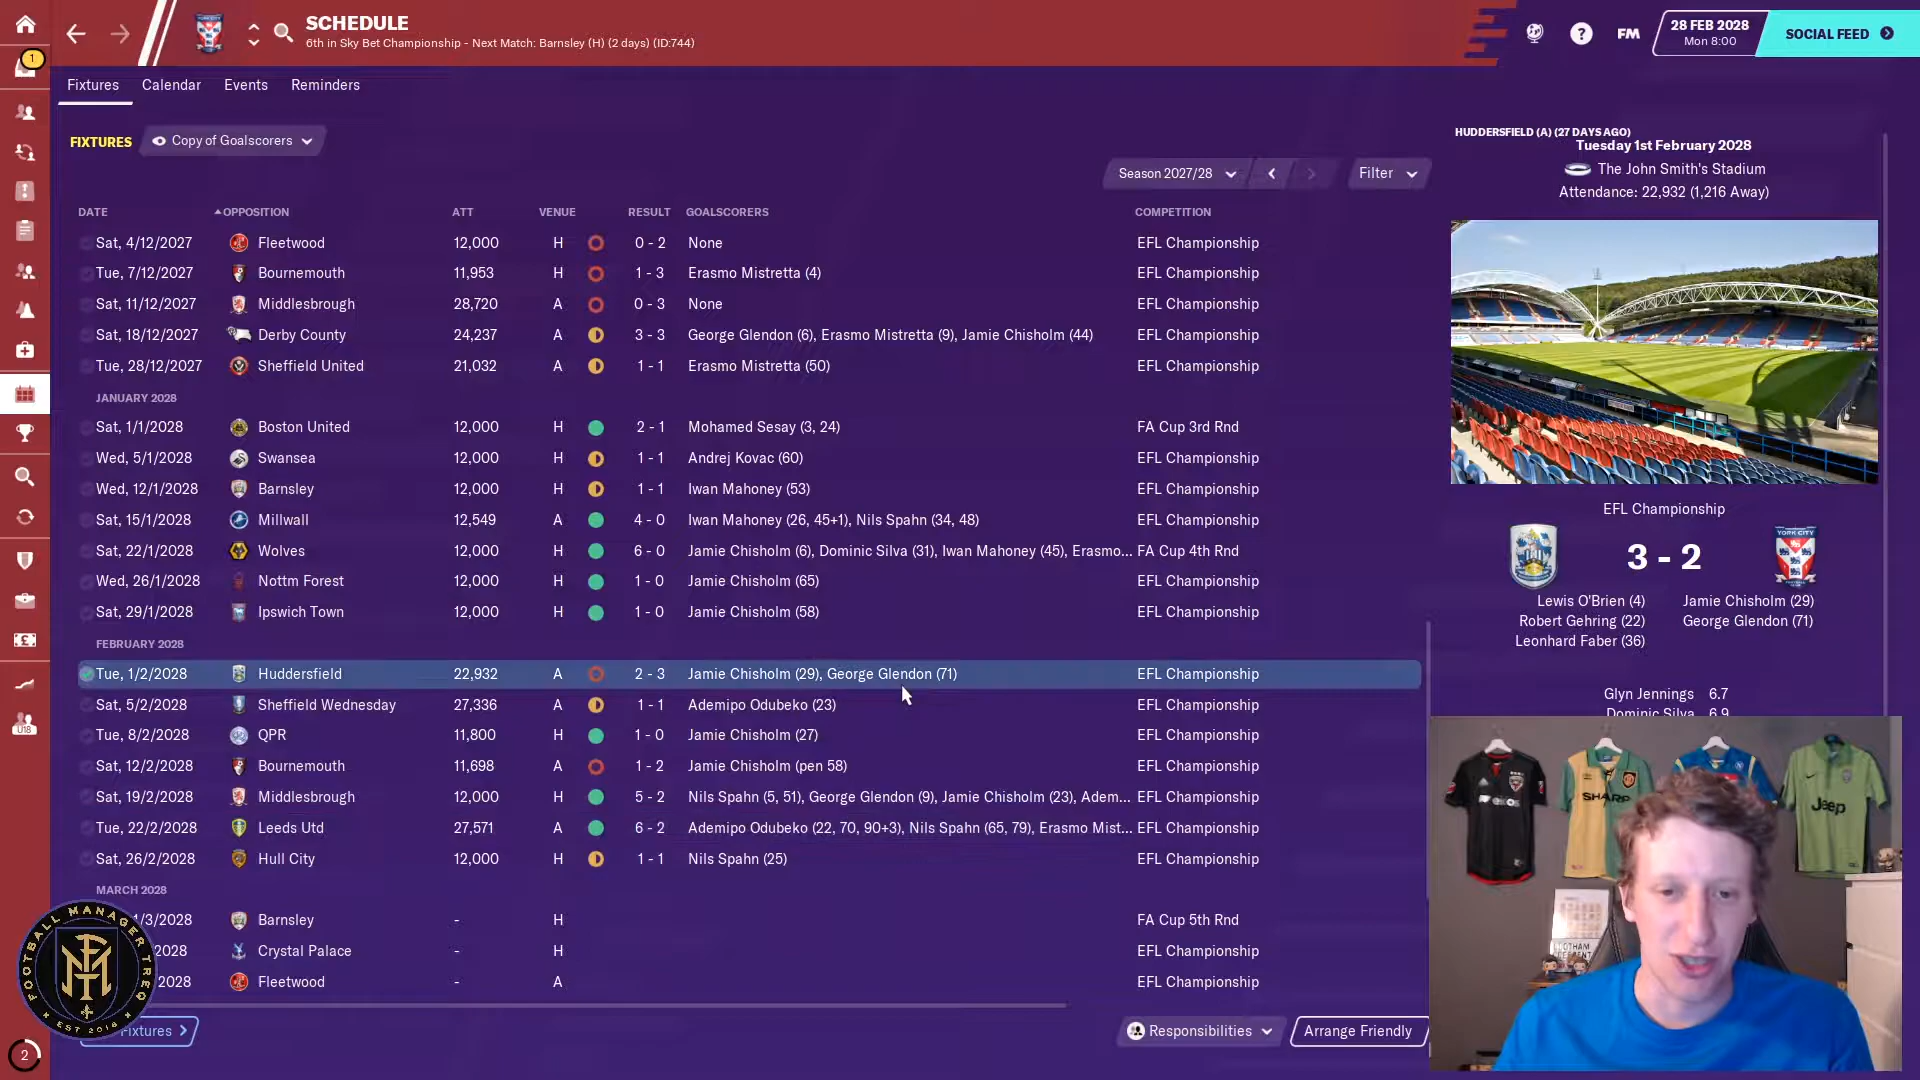 SCHEDULE
6th in Sky Bet Championship - Next Match: Barnsley (H) (2 days) (ID:744)
FM
28 FEB 2028
Mon 8:00
SOCIAL FEED
1
Fixtures Calendar Events Reminders
FIXTURES Copy of Goalscorers
Season 2027/28 Filter
DATE OPPOSITION ATT VENUE RESULT GOALSCORERS COMPETITION
Sat, 4/12/2027 Fleetwood 12,000 H 0 - 2 None EFL Championship
Tue, 7/12/2027 Bournemouth 11,953 H 1 - 3 Erasmo Mistretta (4) EFL Championship
Sat, 11/12/2027 Middlesbrough 28,720 A 0 - 3 None EFL Championship
Sat, 18/12/2027 Derby County 24,237 A 3 - 3 George Glendon (6), Erasmo Mistretta (9), Jamie Chisholm (44) EFL Championship
Tue, 28/12/2027 Sheffield United 21,032 A 1 - 1 Erasmo Mistretta (50) EFL Championship
JANUARY 2028
Sat, 1/1/2028 Boston United 12,000 H 2 - 1 Mohamed Sesay (3, 24) FA Cup 3rd Rnd
Wed, 5/1/2028 Swansea 12,000 H 1 - 1 Andrej Kovac (60) EFL Championship
Wed, 12/1/2028 Barnsley 12,000 H 1 - 1 Iwan Mahoney (53) EFL Championship
Sat, 15/1/2028 Millwall 12,549 A 4 - 0 Iwan Mahoney (26, 45+1), Nils Spahn (34, 48) EFL Championship
Sat, 22/1/2028 Wolves 12,000 H 6 - 0 Jamie Chisholm (6), Dominic Silva (31), Iwan Mahoney (45), Erasmo... FA Cup 4th Rnd
Wed, 26/1/2028 Nottm Forest 12,000 H 1 - 0 Jamie Chisholm (65) EFL Championship
Sat, 29/1/2028 Ipswich Town 12,000 H 1 - 0 Jamie Chisholm (58) EFL Championship
FEBRUARY 2028
Tue, 1/2/2028 Huddersfield 22,932 A 2 - 3 Jamie Chisholm (29), George Glendon (71) EFL Championship
Sat, 5/2/2028 Sheffield Wednesday 27,336 A 1 - 1 Ademipo Odubeko (23) EFL Championship
Tue, 8/2/2028 QPR 11,800 H 1 - 0 Jamie Chisholm (27) EFL Championship
Sat, 12/2/2028 Bournemouth 11,698 A 1 - 2 Jamie Chisholm (pen 58) EFL Championship
Sat, 19/2/2028 Middlesbrough 12,000 H 5 - 2 Nils Spahn (5, 51), George Glendon (9), Jamie Chisholm (23), Adem... EFL Championship
Tue, 22/2/2028 Leeds Utd 27,571 A 6 - 2 Ademipo Odubeko (22, 70, 90+3), Nils Spahn (65, 79), Erasmo Mist... EFL Championship
Sat, 26/2/2028 Hull City 12,000 H 1 - 1 Nils Spahn (25) EFL Championship
MARCH 2028
1/3/2028 Barnsley - H FA Cup 5th Rnd
2028 Crystal Palace - H EFL Championship
2028 Fleetwood - A EFL Championship
Fixtures
Responsibilities Arrange Friendly
HUDDERSFIELD (A) (27 DAYS AGO)
Tuesday 1st February 2028
The John Smith's Stadium
Attendance: 22,932 (1,216 Away)
EFL Championship
YORK CITY
3 - 2
Lewis O'Brien (4) Jamie Chisholm (29)
Robert Gehring (22) George Glendon (71)
Leonhard Faber (36)
Glyn Jennings 6.7
Dominic Silva 6.9
SHARP
Jeep
U18
2
FOOTBALL MANAGER TREQ
EST 2018